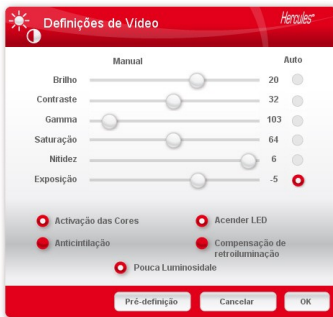 Definições de Vídeo
Hercules
Manual Auto
Brilho 20
Contraste 32
Gamma 103
Saturação 64
Nitidez 6
Exposição -5
Activação das Cores Acender LED
Anticintilação Compensação de
retroiluminação
Pouca Luminosidale
Pré-definição Cancelar OK